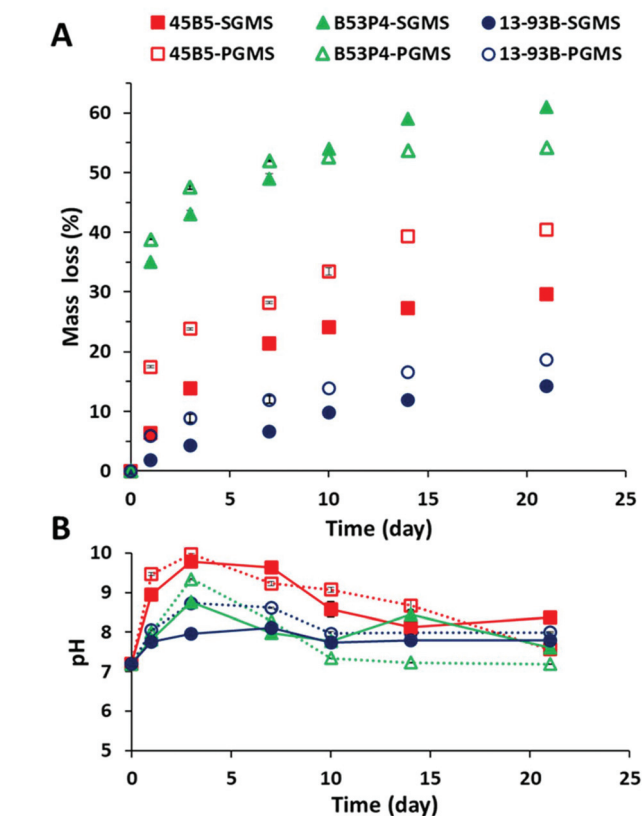 A
45B5-SGMS B53P4-SGMS 13-93B-SGMS
45B5-PGMS B53P4-PGMS 13-93B-PGMS
60
50
40
30
20
10
0
Mass loss (%)
0 5 10 15 20 25
Time (day)
B
10
9
8
7
6
5
pH
0 5 10 15 20 25
Time (day)